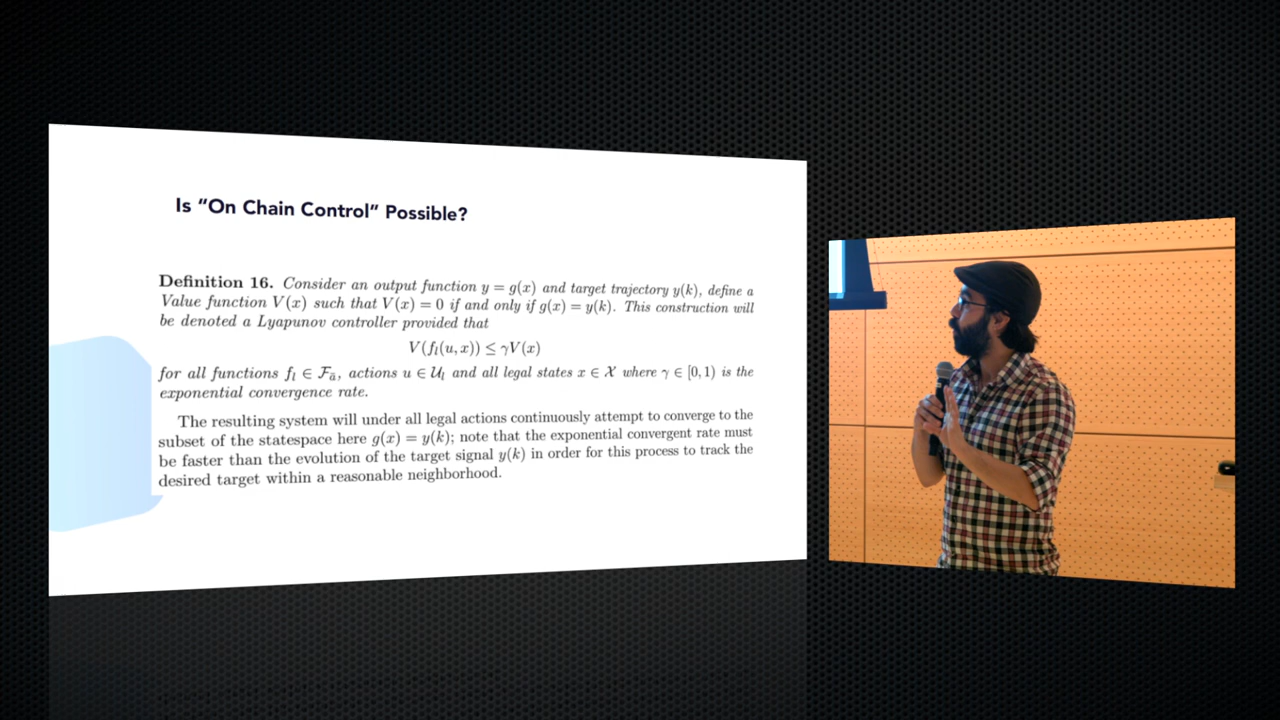 Is “On Chain Control” Possible?
Definition 16. Consider an output function y = g(x) and target trajectory y(k), define a
Value function V(x) such that V(x) = 0 if and only if g(x) = y(k). This construction will
be denoted a Lyapunov controller provided that
V(fₗ(u, x)) ≤ γV(x)
for all functions fₗ ∈ ℱ_ā, actions u ∈ 𝒰ₗ and all legal states x ∈ 𝒳 where γ ∈ [0, 1) is the
exponential convergence rate.
The resulting system will under all legal actions continuously attempt to converge to the
subset of the statespace here g(x) = y(k); note that the exponential convergent rate must
be faster than the evolution of the target signal y(k) in order for this process to track the
desired target within a reasonable neighborhood.